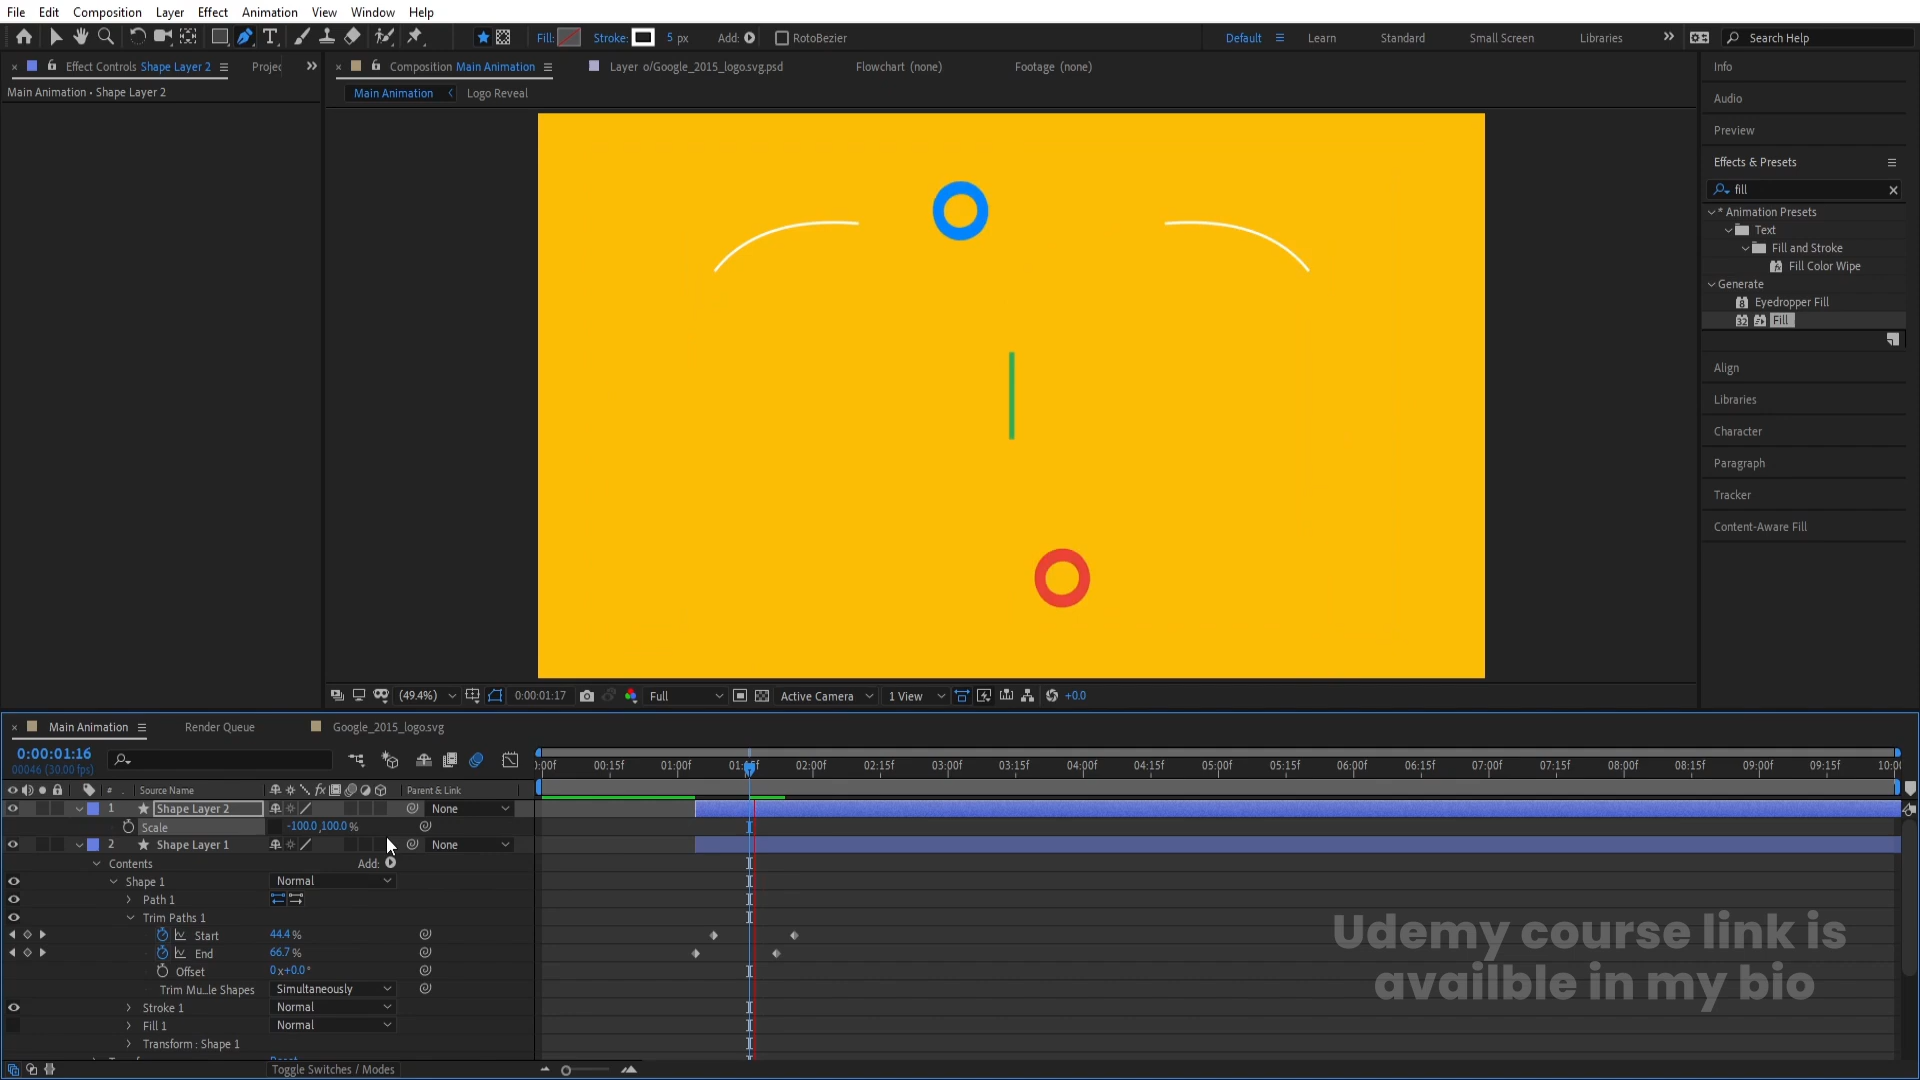 File Edit Composition Layer Effect Animation View Window Help
Fill: Stroke: 5 px Add: RotoBezier Default Learn Standard Small Screen Libraries Search Help
Effect Controls Shape Layer 2 Projec Composition Main Animation Layer o/Google_2015_logo.svg.psd Flowchart (none) Footage (none) Info
Main Animation • Shape Layer 2 Main Animation Logo Reveal
Audio
Preview
Effects & Presets
fill
* Animation Presets
Text
Fill and Stroke
Fill Color Wipe
Generate
Eyedropper Fill
Fill
Align
Libraries
Character
Paragraph
Tracker
Content-Aware Fill
(49.4%) 0:00:01:17 Full Active Camera 1 View +0.0
Main Animation Render Queue Google_2015_logo.svg
0:00:01:16
00046 (30.00 fps)
:00f 00:15f 01:00f 01:15f 02:00f 02:15f 03:00f 03:15f 04:00f 04:15f 05:00f 05:15f 06:00f 06:15f 07:00f 07:15f 08:00f 08:15f 09:00f 09:15f 10:00
# Source Name Parent & Link
1 Shape Layer 2 None
Scale -100.0,100.0 %
2 Shape Layer 1 None
Contents Add:
Shape 1 Normal
Path 1
Trim Paths 1
Start 44.4 %
End 66.7 %
Offset 0x+0.0°
Trim Mu...le Shapes Simultaneously
Stroke 1 Normal
Fill 1 Normal
Transform : Shape 1
Toggle Switches / Modes
Udemy course link is
availble in my bio